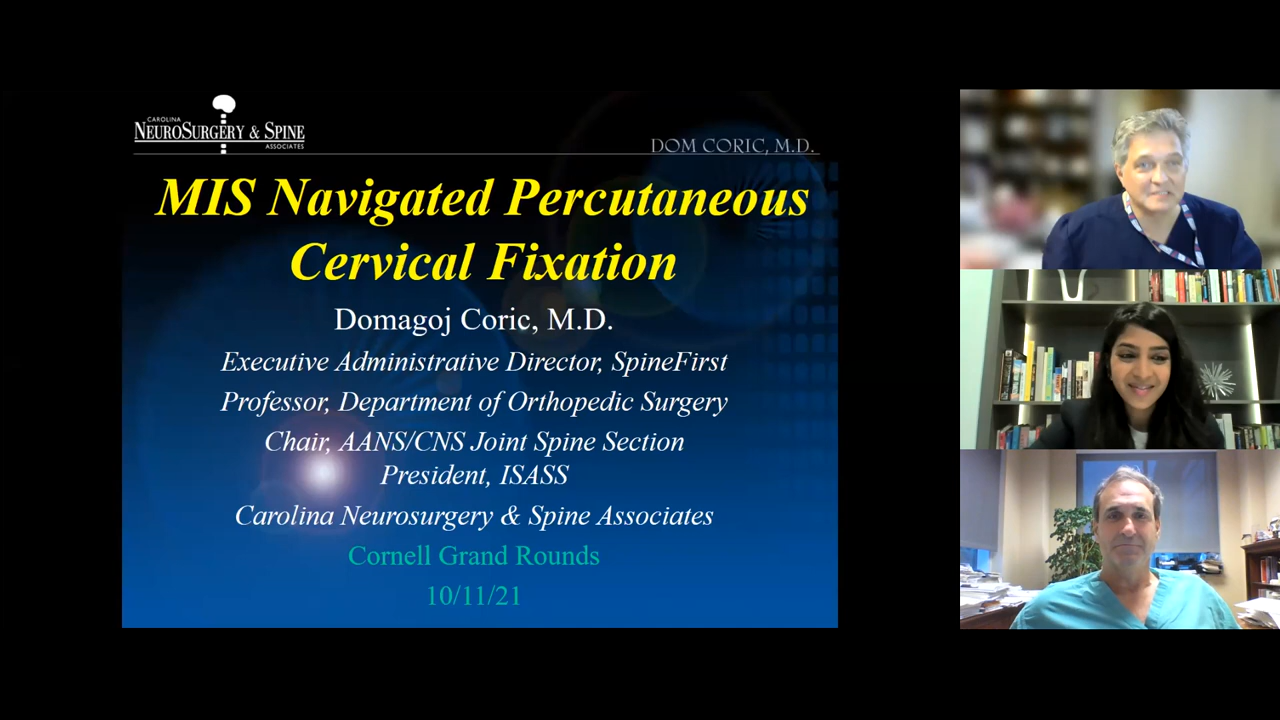 CAROLINA
NEUROSURGERY & SPINE
ASSOCIATES
DOM CORIC, M.D.
MIS Navigated Percutaneous
Cervical Fixation
Domagoj Coric, M.D.
Executive Administrative Director, SpineFirst
Professor, Department of Orthopedic Surgery
Chair, AANS/CNS Joint Spine Section
President, ISASS
Carolina Neurosurgery & Spine Associates
Cornell Grand Rounds
10/11/21